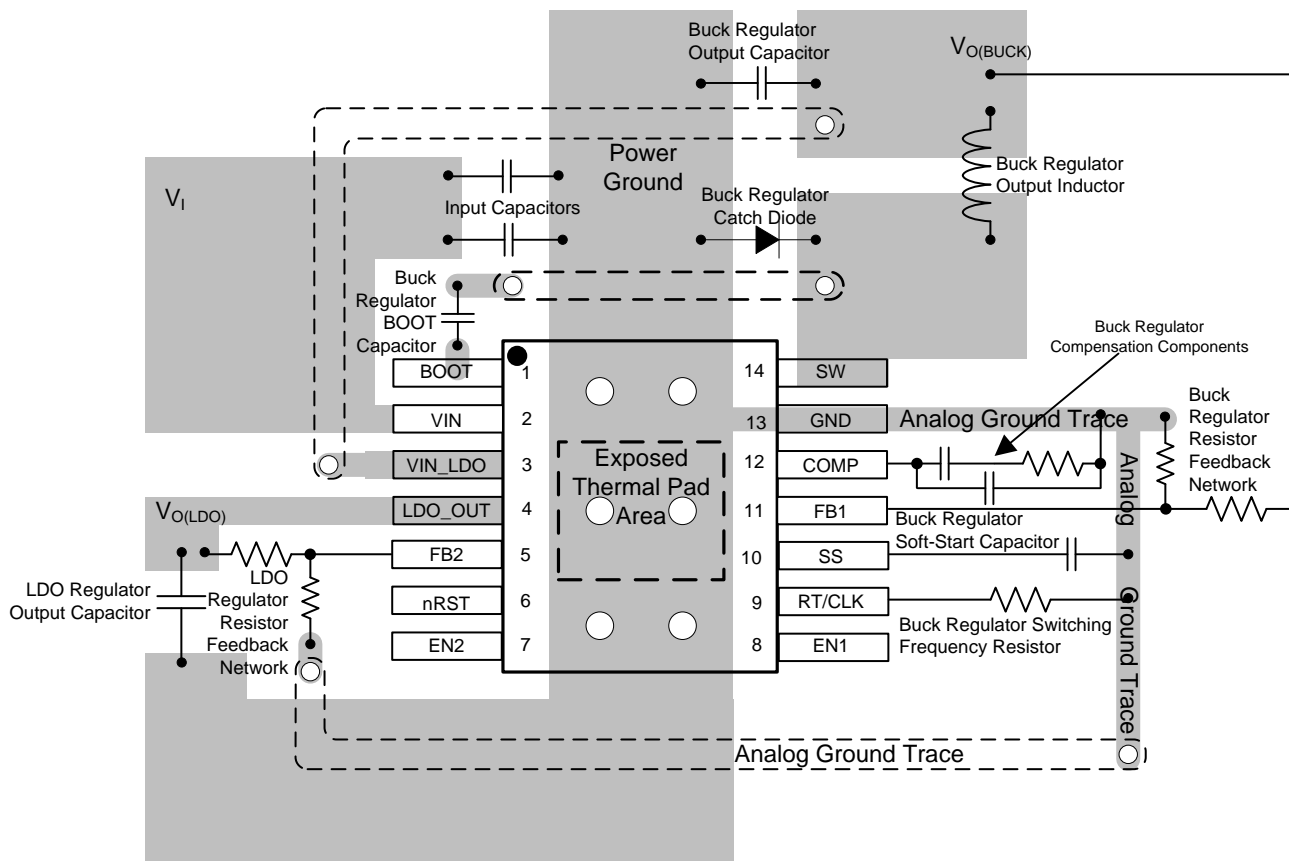 Buck Regulator
Output Capacitor
VO(BUCK)
Power
Ground
Buck Regulator
Output Inductor
VI
Input Capacitors
Buck Regulator
Catch Diode
Buck
Regulator
BOOT
Capacitor
Buck Regulator
Compensation Components
BOOT
1
14
SW
VIN
2
13
GND
Analog Ground Trace
Buck
Regulator
Resistor
Feedback
Network
VIN_LDO
3
12
COMP
Exposed
Thermal Pad
Area
Analog
Ground Trace
VO(LDO)
LDO_OUT
4
11
FB1
Buck Regulator
Soft-Start Capacitor
FB2
5
10
SS
LDO Regulator
Output Capacitor
LDO
Regulator
Resistor
Feedback
Network
nRST
6
9
RT/CLK
Buck Regulator Switching
Frequency Resistor
EN2
7
8
EN1
Analog Ground Trace